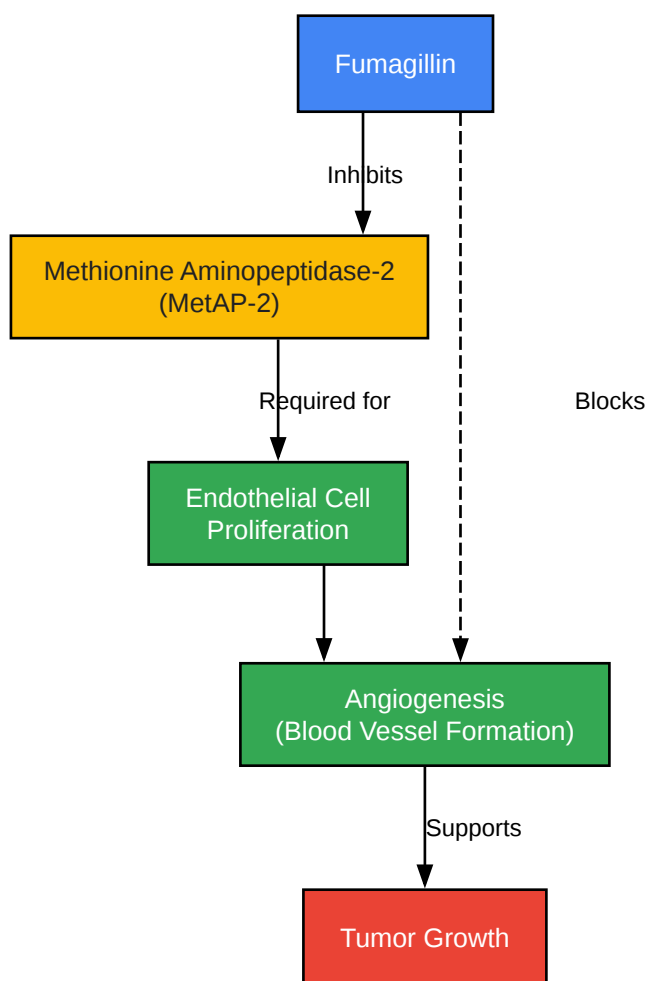 Fumagillin
Inhibits
Methionine Aminopeptidase-2
(MetAP-2)
Required for
Blocks
Endothelial Cell
Proliferation
Angiogenesis
(Blood Vessel Formation)
Supports
Tumor Growth